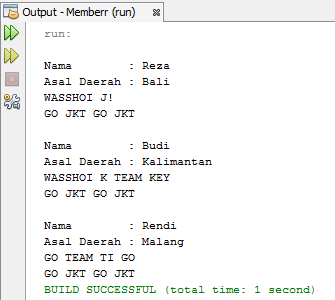 Output - Memberr (run)
run:
Nama        : Reza
Asal Daerah : Bali
WASSHOI J!
GO JKT GO JKT
Nama        : Budi
Asal Daerah : Kalimantan
WASSHOI K TEAM KEY
GO JKT GO JKT
Nama        : Rendi
Asal Daerah : Malang
GO TEAM TI GO
GO JKT GO JKT
BUILD SUCCESSFUL (total time: 1 second)